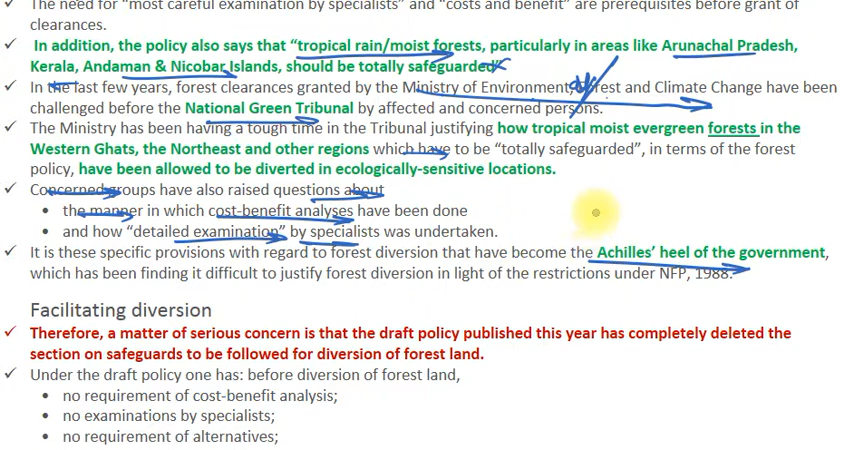 The need for “most careful examination by specialists” and “costs and benefit” are prerequisites before grant of
clearances.
✓ In addition, the policy also says that “tropical rain/moist forests, particularly in areas like Arunachal Pradesh,
Kerala, Andaman & Nicobar Islands, should be totally safeguarded”
✓ In the last few years, forest clearances granted by the Ministry of Environment, Forest and Climate Change have been
challenged before the National Green Tribunal by affected and concerned persons.
✓ The Ministry has been having a tough time in the Tribunal justifying how tropical moist evergreen forests in the
Western Ghats, the Northeast and other regions which have to be “totally safeguarded”, in terms of the forest
policy, have been allowed to be diverted in ecologically-sensitive locations.
✓ Concerned groups have also raised questions about
• the manner in which cost-benefit analyses have been done
• and how “detailed examination” by specialists was undertaken.
✓ It is these specific provisions with regard to forest diversion that have become the Achilles’ heel of the government,
which has been finding it difficult to justify forest diversion in light of the restrictions under NFP, 1988.
Facilitating diversion
✓ Therefore, a matter of serious concern is that the draft policy published this year has completely deleted the
section on safeguards to be followed for diversion of forest land.
✓ Under the draft policy one has: before diversion of forest land,
• no requirement of cost-benefit analysis;
• no examinations by specialists;
• no requirement of alternatives;